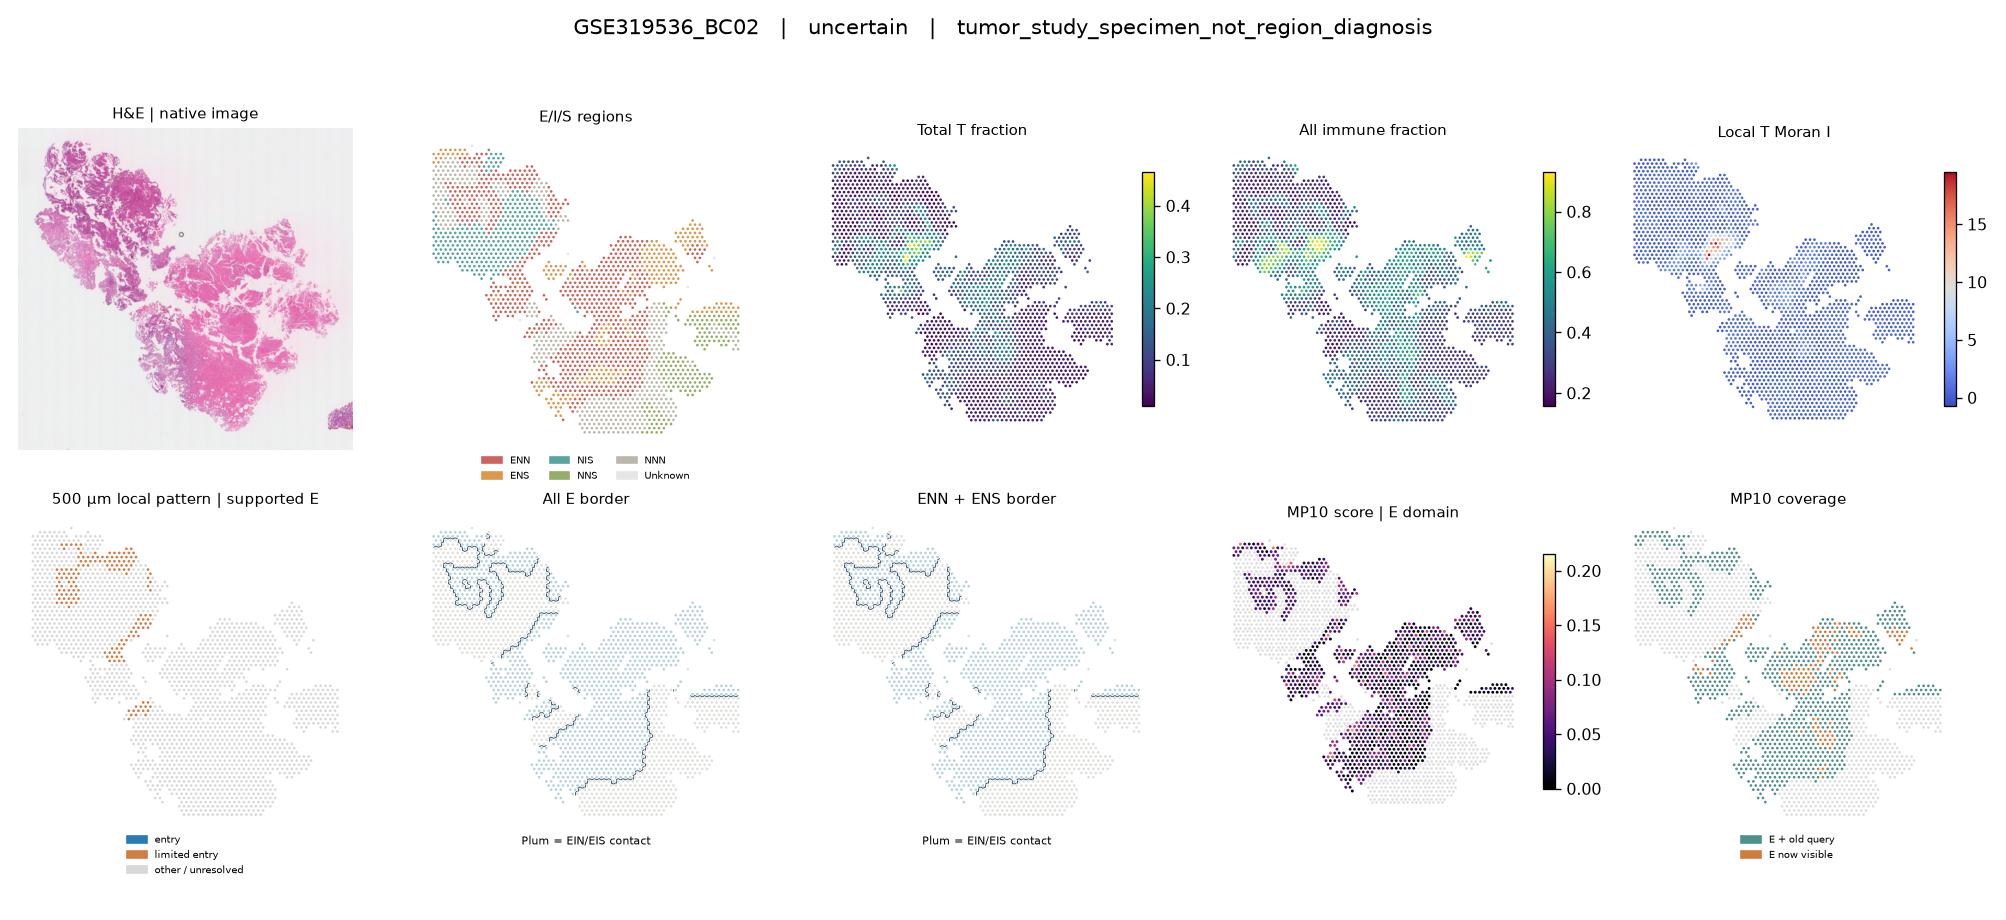 GSE319536_BC02 | uncertain | tumor_study_specimen_not_region_diagnosis
H&E | native image
E/I/S regions
Total T fraction
All immune fraction
Local T Moran I
0.4
0.3
0.2
0.1
0.8
0.6
0.4
0.2
15
10
5
0
ENN
NIS
NNN
ENS
NNS
Unknown
500 μm local pattern | supported E
All E border
ENN + ENS border
MP10 score | E domain
MP10 coverage
0.20
0.15
0.10
0.05
0.00
entry
limited entry
other / unresolved
Plum = EIN/EIS contact
Plum = EIN/EIS contact
E + old query
E now visible